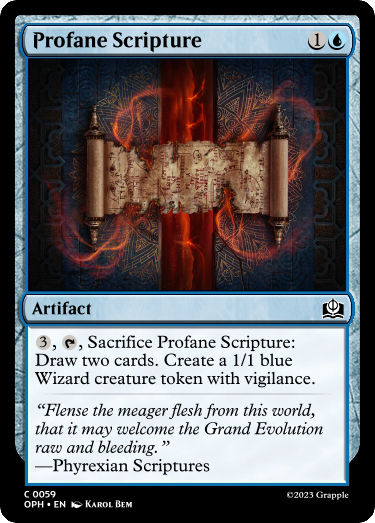 Profane Scripture 1
Artifact
3, , Sacrifice Profane Scripture:
Draw two cards. Create a 1/1 blue
Wizard creature token with vigilance.
“Flense the meager flesh from this world,
that it may welcome the Grand Evolution
raw and bleeding.”
—Phyrexian Scriptures
C 0059
OPH • EN Karol Bem
©2023 Grapple